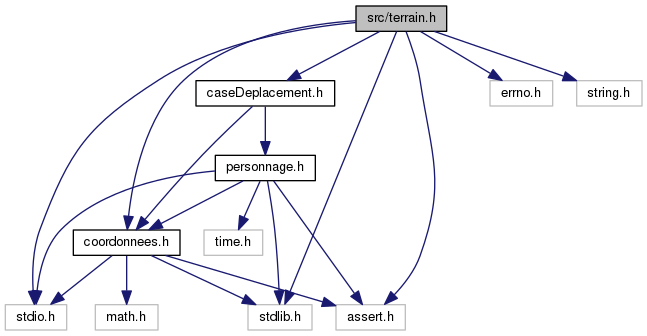 src/terrain.h
caseDeplacement.h
errno.h
string.h
personnage.h
coordonnees.h
time.h
stdio.h
math.h
stdlib.h
assert.h